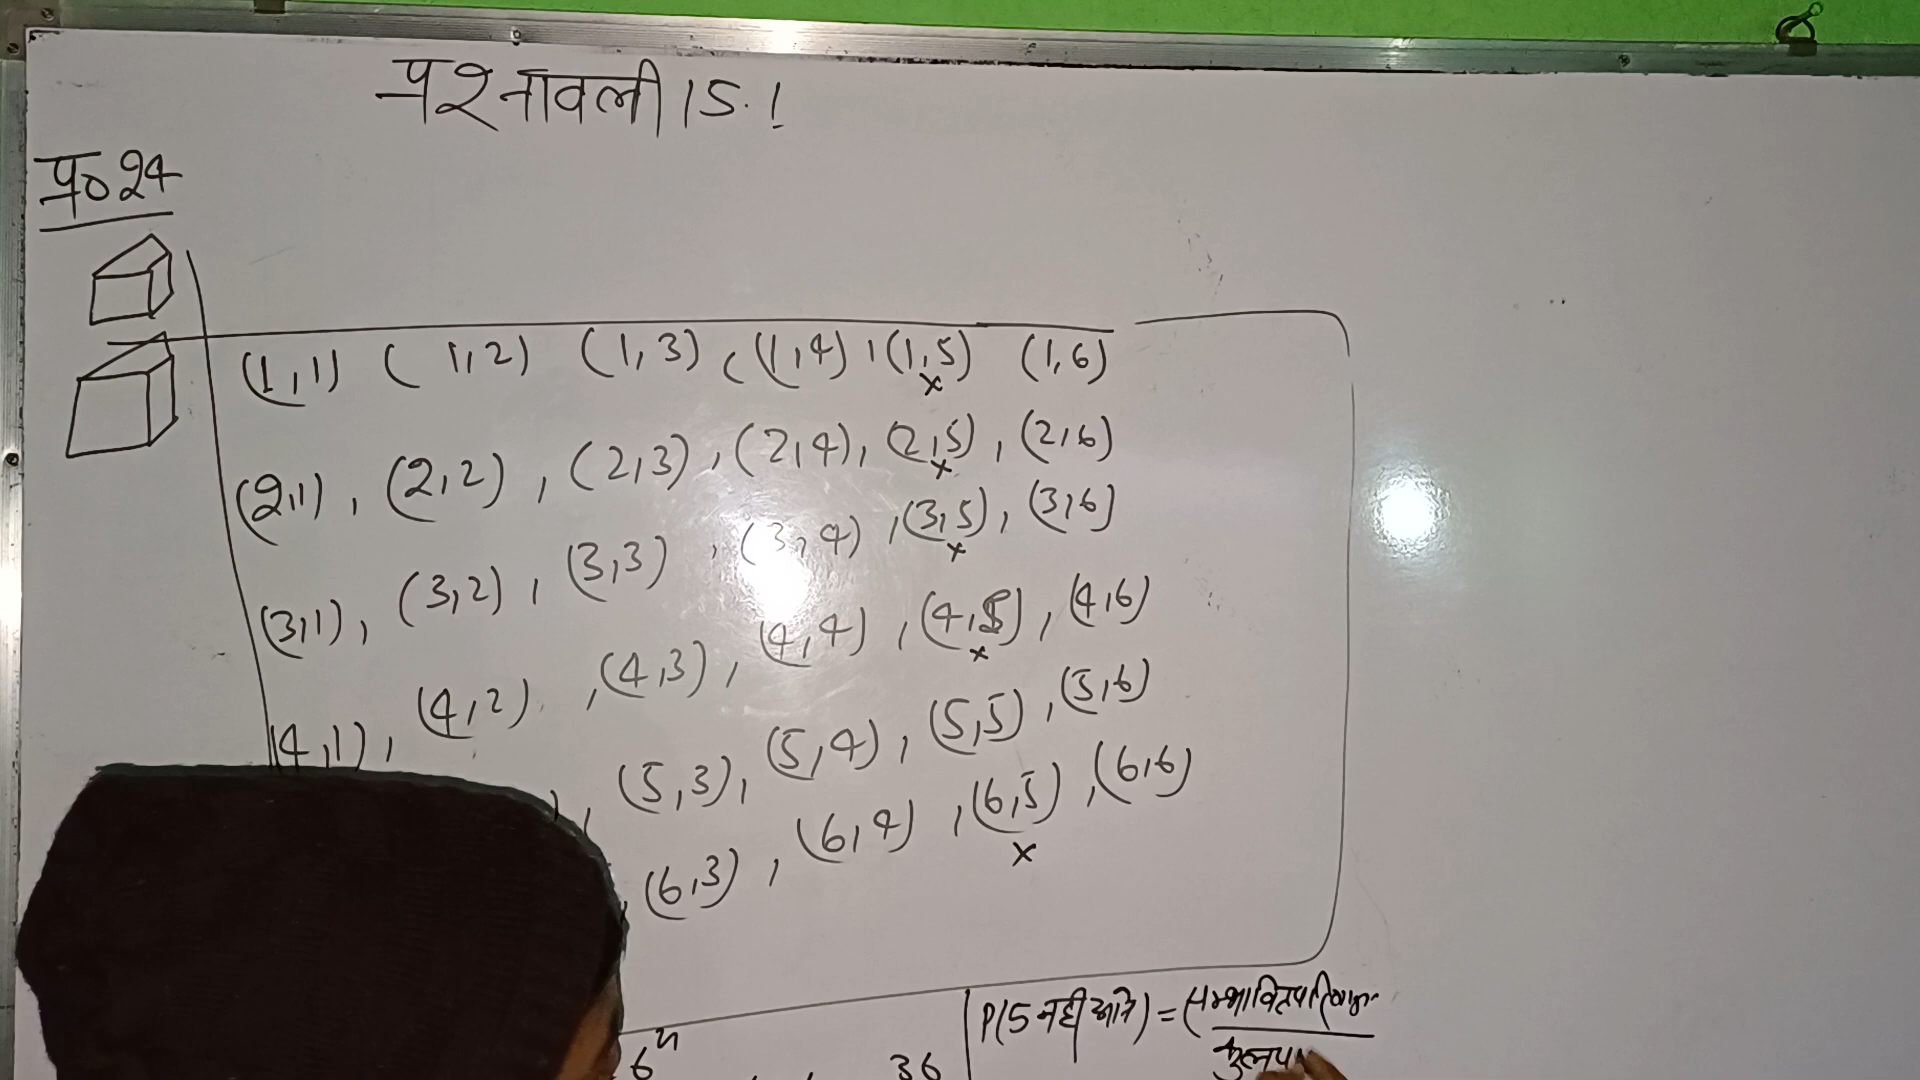 प्रश्नावली 15.1
प्र० 24
(1,1) ( 1,2) (1,3) ( (1,4) , (1,5) (1,6)
x
(2,1) , (2,2) , (2,3) , (2,4) , (2,5) , (2,6)
x
(3,1) , (3,2) , (3,3) , (3,4) , (3,5) , (3,6)
x
(4,1) , (4,2) , (4,3) , (4,4) , (4,5) , (4,6)
x
) , (5,3) , (5,4) , (5,5) , (5,6)
, (6,3) , (6,4) , (6,5) , (6,6)
x
6ⁿ 36
P(5 नहीं आने) = सम्भावित